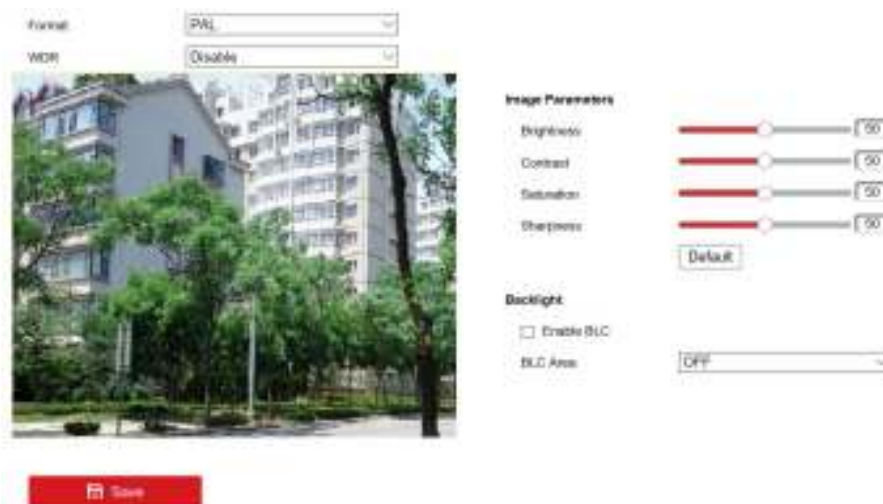 Format PAL
WDR Disable
Image Parameters
Brightness 50
Contrast 50
Saturation 50
Sharpness 50
Default
Backlight
Enable BLC
BLC Area OFF
Save